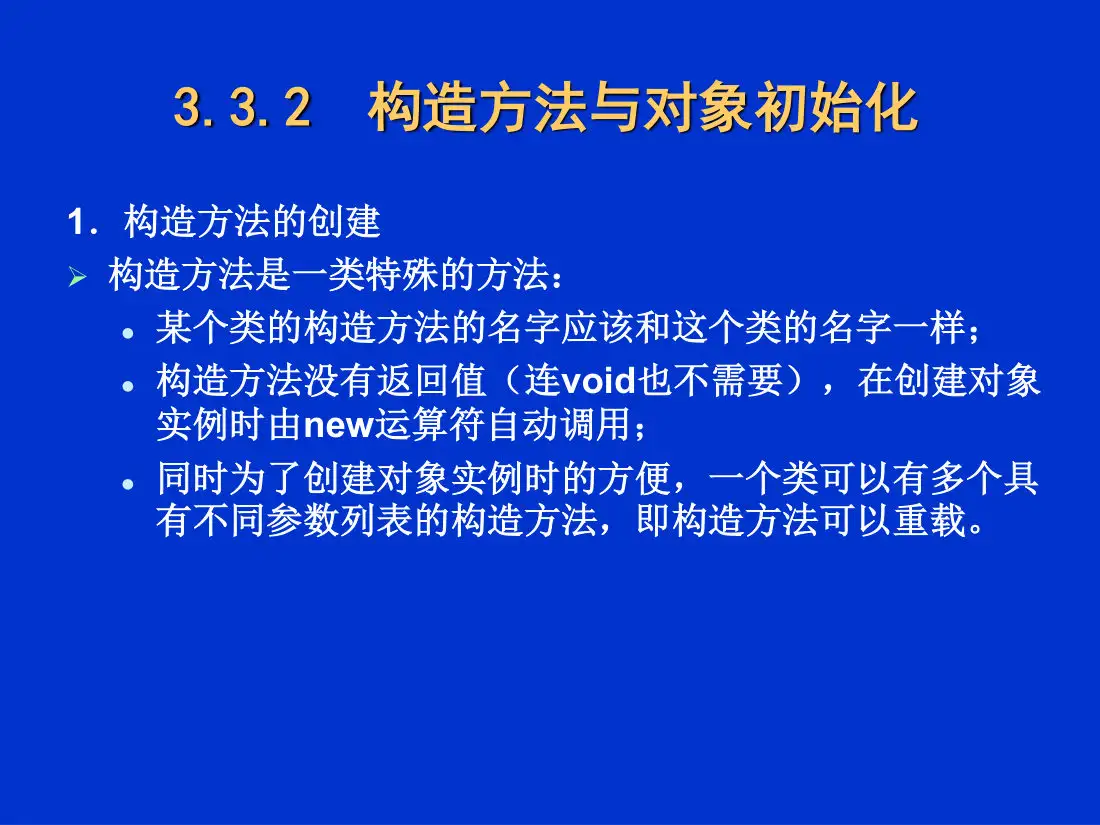 3.3.2 构造方法与对象初始化
1．构造方法的创建
构造方法是一类特殊的方法：
某个类的构造方法的名字应该和这个类的名字一样；
构造方法没有返回值（连void也不需要），在创建对象
实例时由new运算符自动调用；
同时为了创建对象实例时的方便，一个类可以有多个具
有不同参数列表的构造方法，即构造方法可以重载。